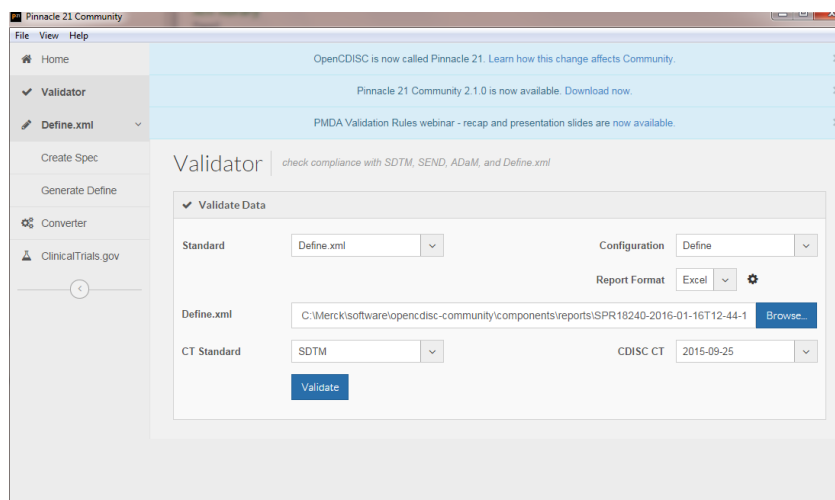 Pinnacle 21 Community
File View Help
Home
OpenCDISC is now called Pinnacle 21. Learn how this change affects Community.
Validator
Pinnacle 21 Community 2.1.0 is now available. Download now.
Define.xml
PMDA Validation Rules webinar - recap and presentation slides are now available.
Create Spec
Validator
check compliance with SDTM, SEND, ADaM, and Define.xml
Generate Define
Validate Data
Converter
Standard Define.xml Configuration Define
ClinicalTrials.gov
Report Format Excel
Define.xml C:\Merck\software\opencdisc-community\components\reports\SPR18240-2016-01-16T12-44-1 Browse...
CT Standard SDTM CDISC CT 2015-09-25
Validate